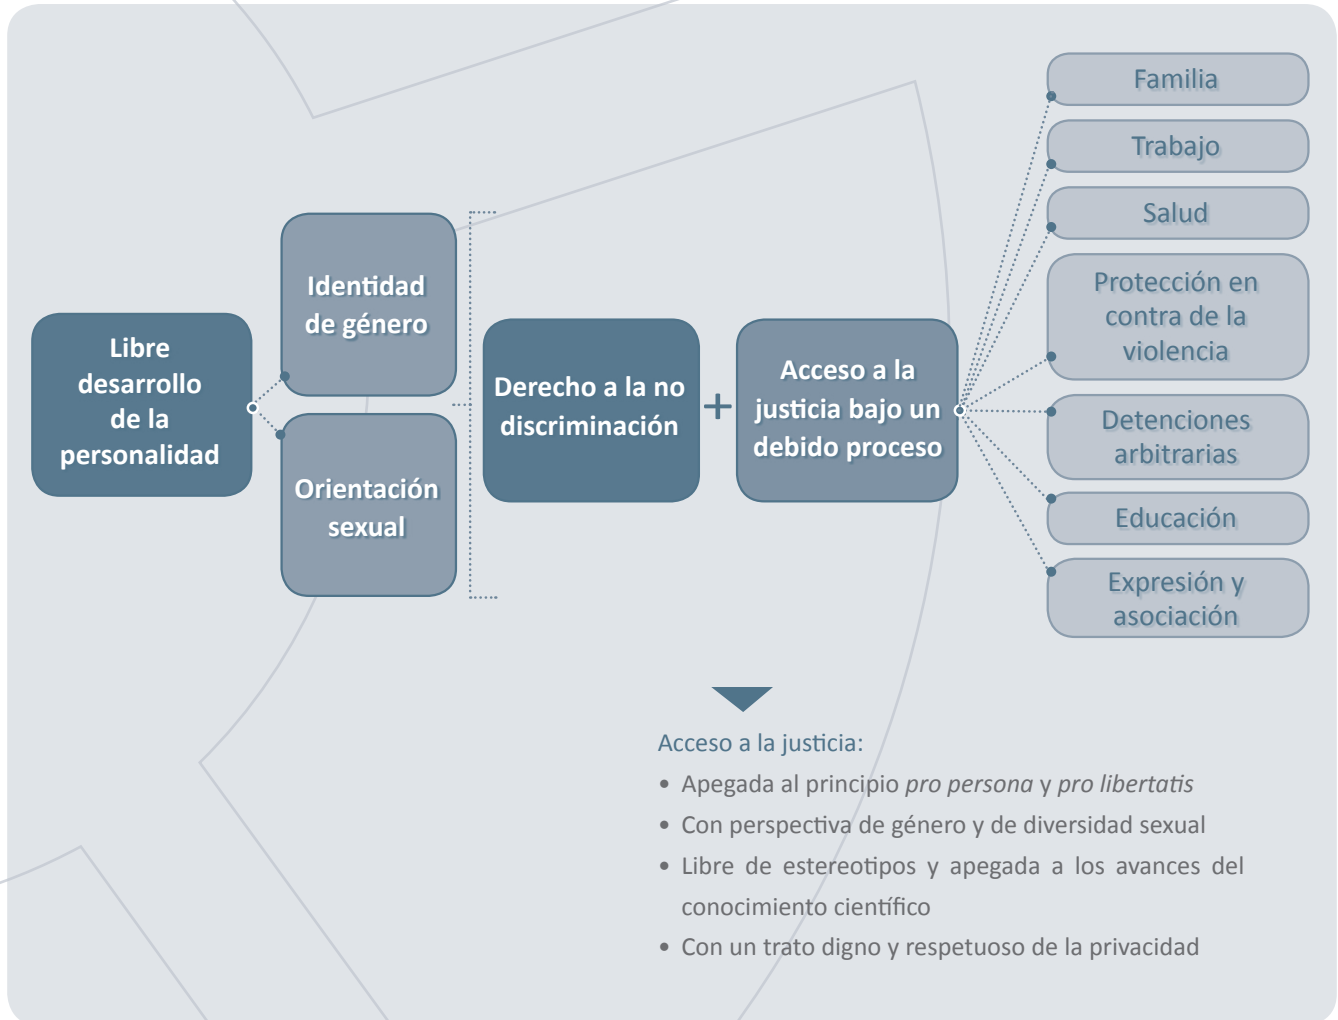 Libre
desarrollo
de la
personalidad
Identidad
de género
Orientación
sexual
Derecho a la no
discriminación
+
Acceso a la
justicia bajo un
debido proceso
Familia
Trabajo
Salud
Protección en
contra de la
violencia
Detenciones
arbitrarias
Educación
Expresión y
asociación
Acceso a la justicia:
• Apegada al principio pro persona y pro libertatis
• Con perspectiva de género y de diversidad sexual
• Libre de estereotipos y apegada a los avances del
conocimiento científico
• Con un trato digno y respetuoso de la privacidad